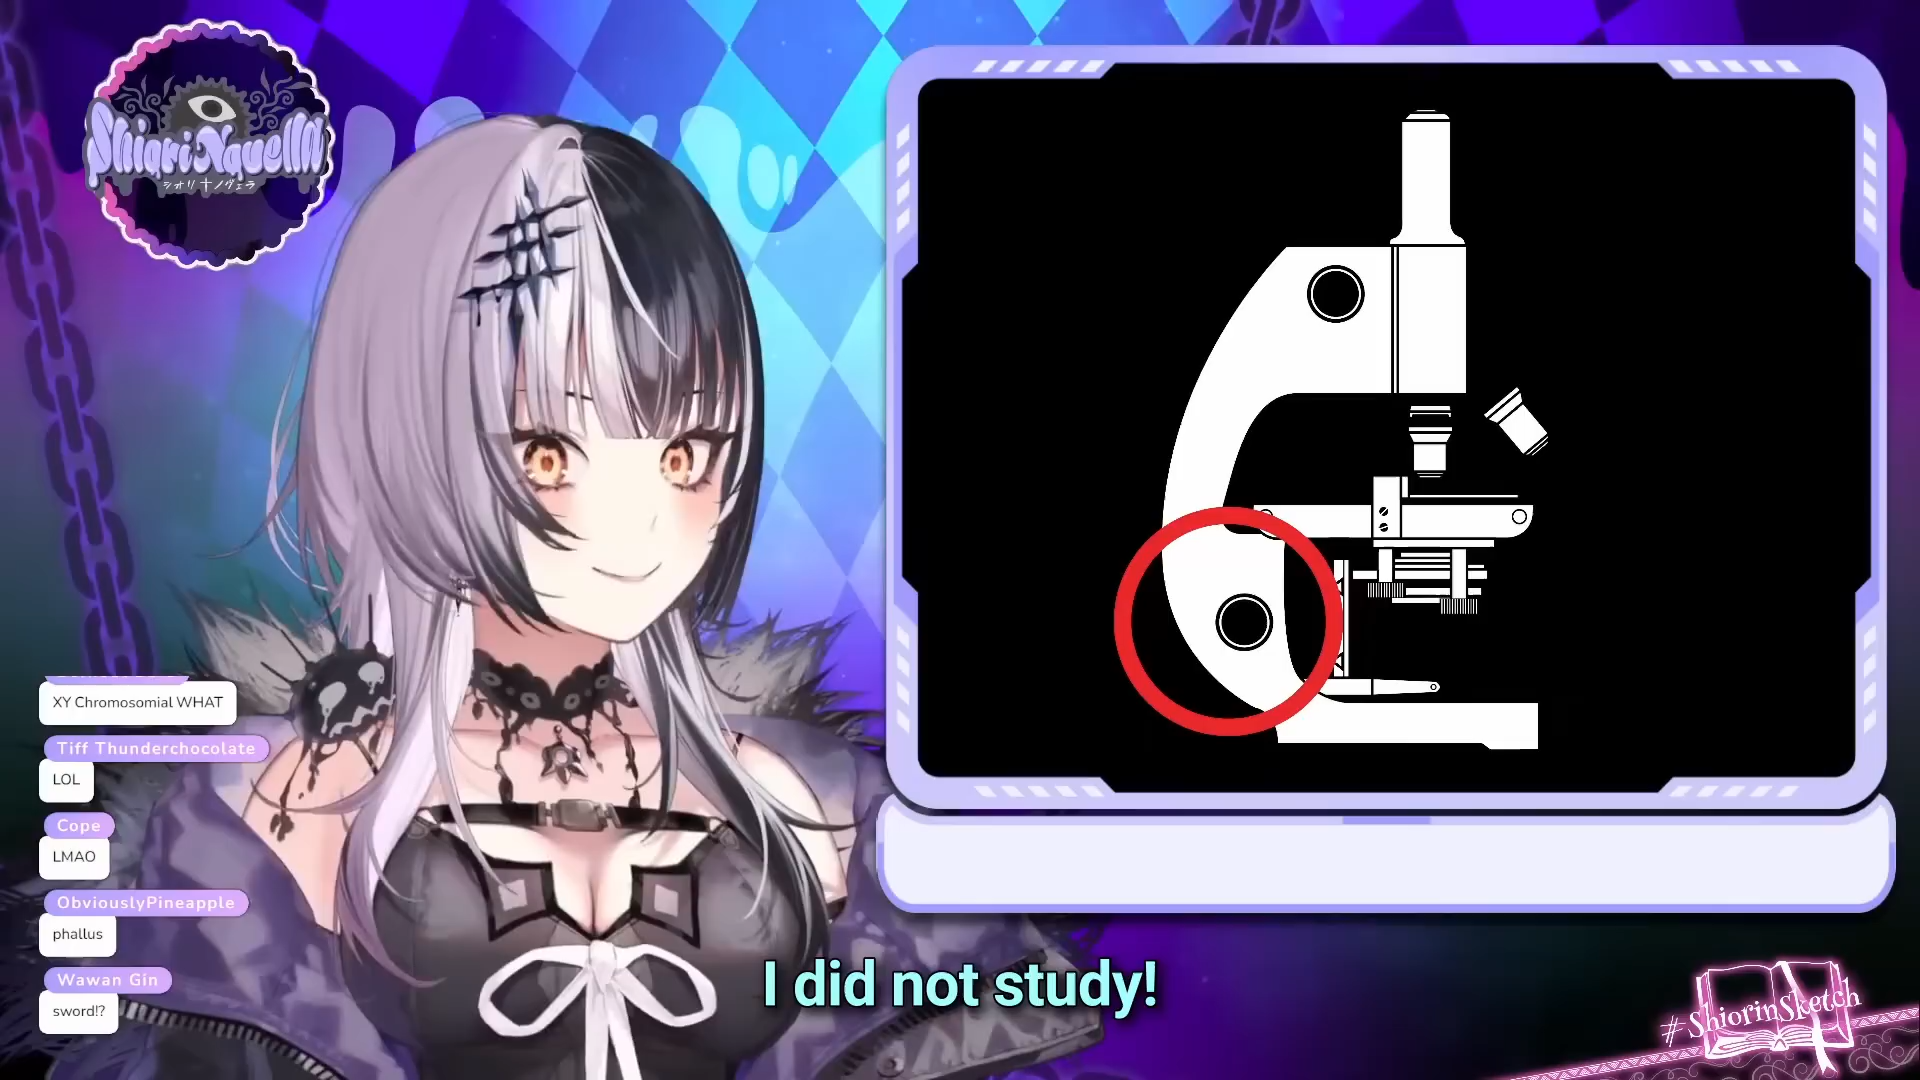 Shiori Novella
シオリ ノヴェラ
XY Chromosomial WHAT
Tiff Thunderchocolate
LOL
Cope
LMAO
ObviouslyPineapple
phallus
Wawan Gin
sword!?
I did not study!
#ShiorinSketch